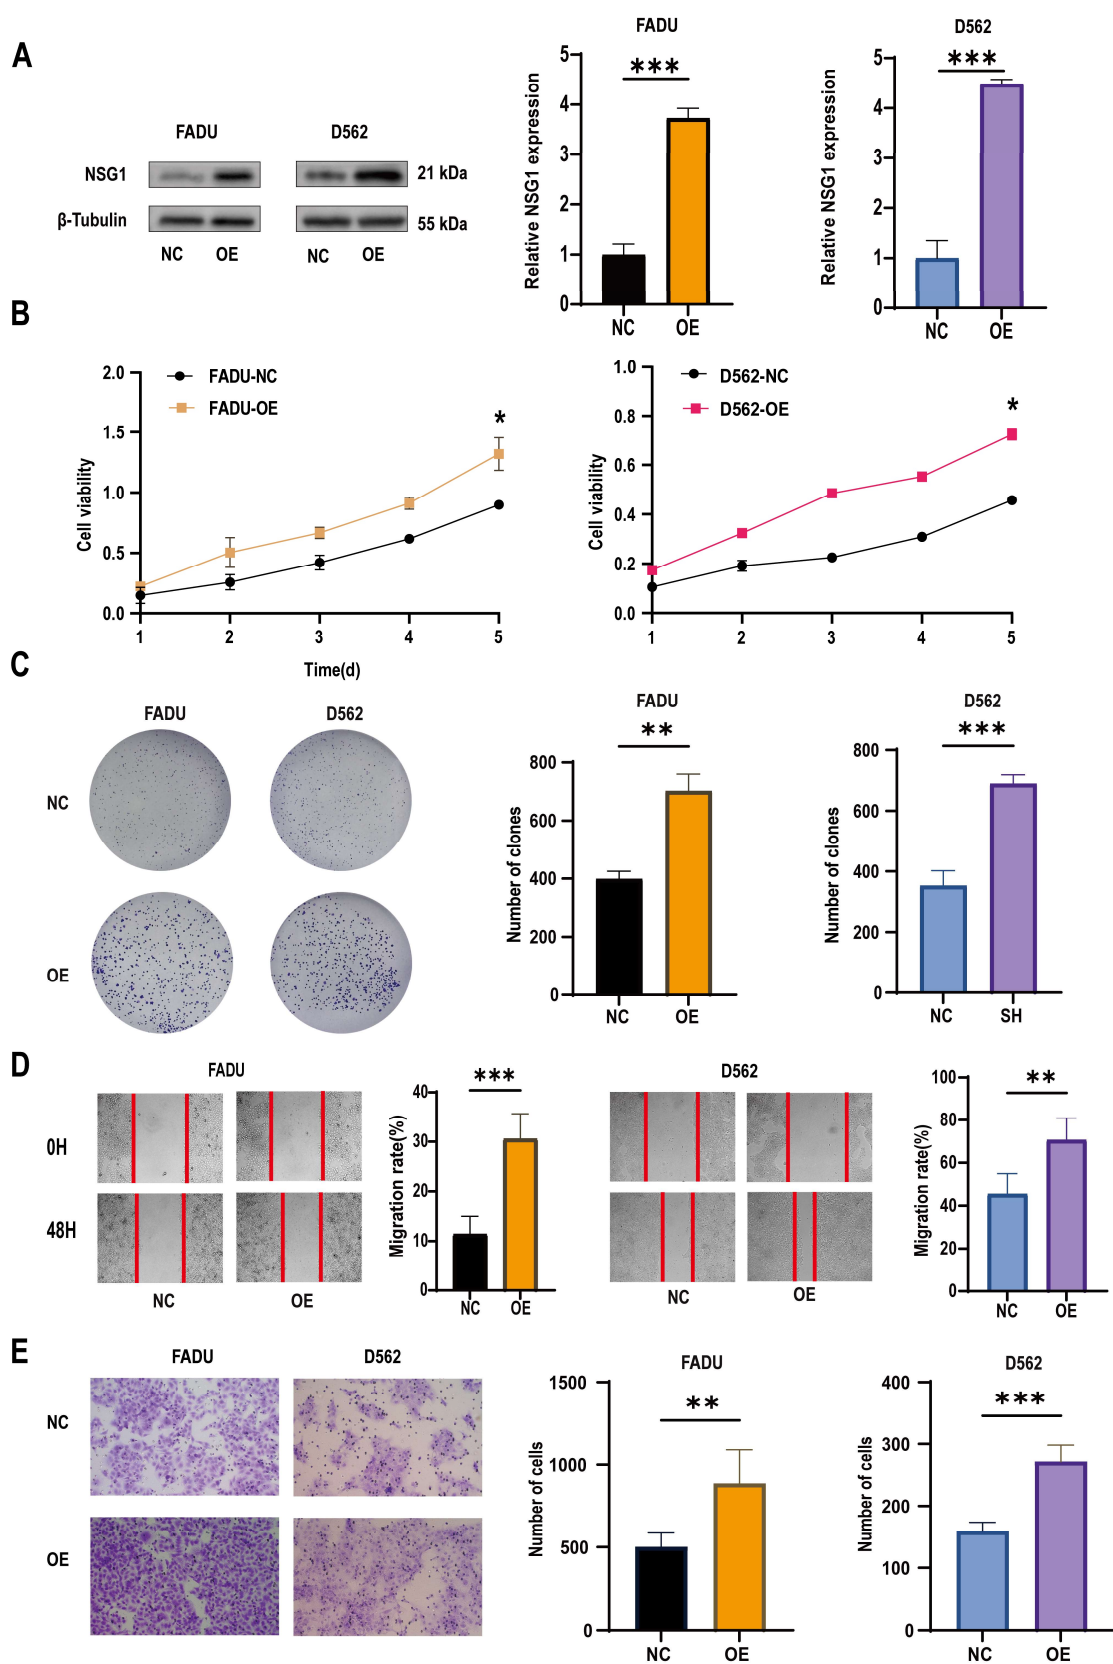 A
FADU
D562
NSG1
21 kDa
β-Tubulin
55 kDa
NC
OE
NC
OE
FADU
***
Relative NSG1 expression
5
4
3
2
1
0
NC
OE
D562
***
Relative NSG1 expression
5
4
3
2
1
0
NC
OE
B
FADU-NC
FADU-OE
*
Cell viability
2.0
1.5
1.0
0.5
0.0
1
2
3
4
5
Time(d)
D562-NC
D562-OE
*
Cell viability
1.0
0.8
0.6
0.4
0.2
0.0
1
2
3
4
5
C
FADU
D562
NC
OE
FADU
**
Number of clones
800
600
400
200
0
NC
OE
D562
***
Number of clones
800
600
400
200
0
NC
SH
D
FADU
0H
48H
NC
OE
***
Migration rate(%)
40
30
20
10
0
NC
OE
D562
NC
OE
**
Migration rate(%)
100
80
60
40
20
0
NC
OE
E
FADU
D562
NC
OE
FADU
**
Number of cells
1500
1000
500
0
NC
OE
D562
***
Number of cells
400
300
200
100
0
NC
OE